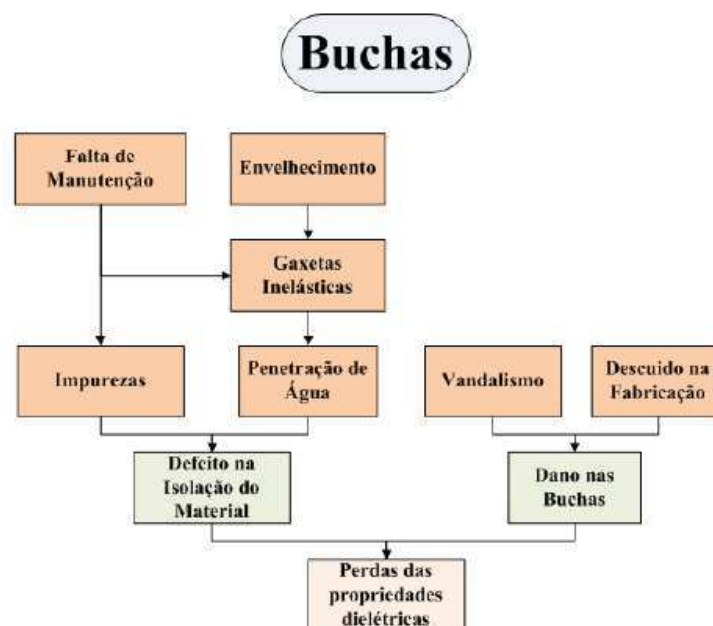 Buchas
Falta de
Manutenção
Envelhecimento
Gaxetas
Inelásticas
Impurezas
Penetração de
Água
Vandalismo
Descuido na
Fabricação
Defeito na
Isolação do
Material
Dano nas
Buchas
Perdas das
propriedades
dielétricas